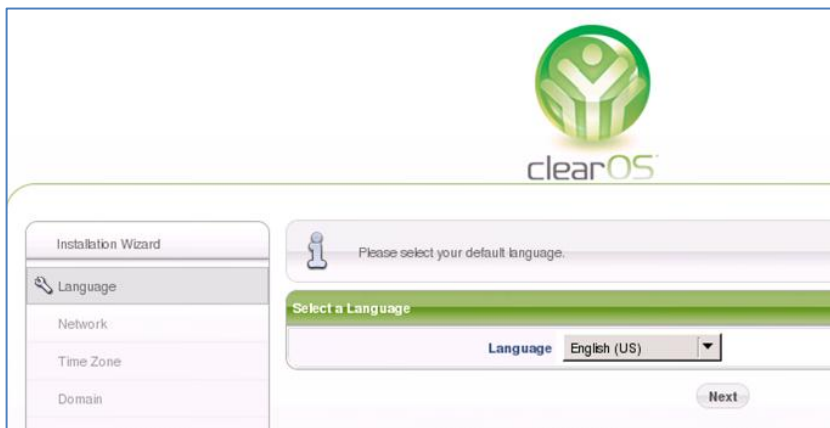 clearOS
Installation Wizard
Please select your default language.
Language
Select a Language
Network
Language English (US)
Time Zone
Domain
Next